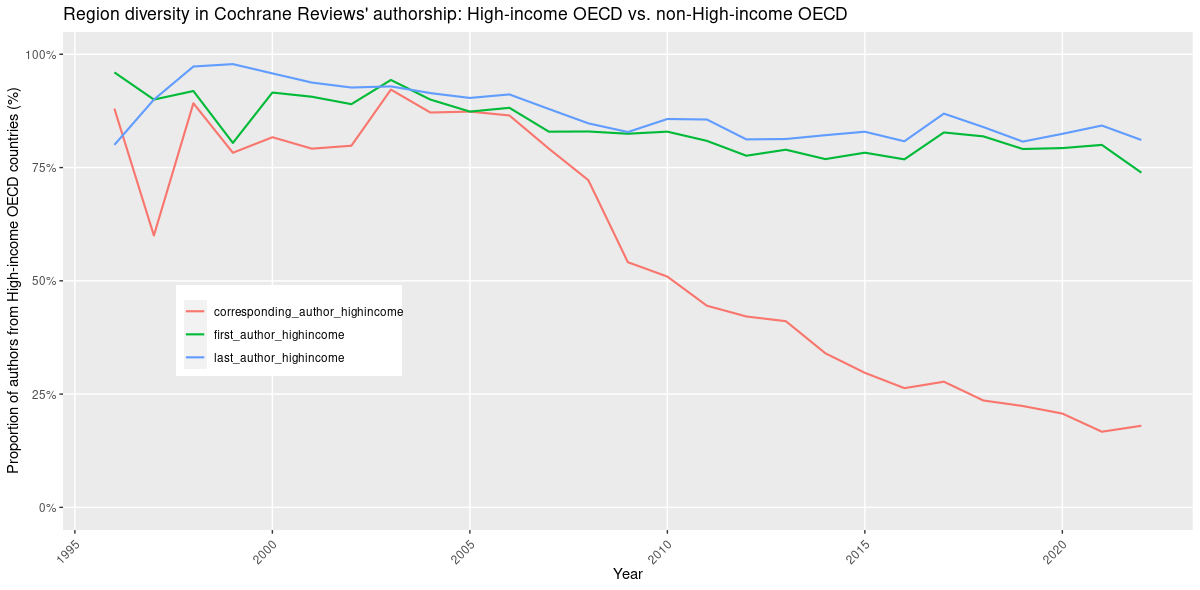 Region diversity in Cochrane Reviews' authorship: High-income OECD vs. non-High-income OECD
Proportion of authors from High-income OECD countries (%)
100%
75%
50%
25%
0%
corresponding_author_highincome
first_author_highincome
last_author_highincome
1995
2000
2005
2010
2015
2020
Year